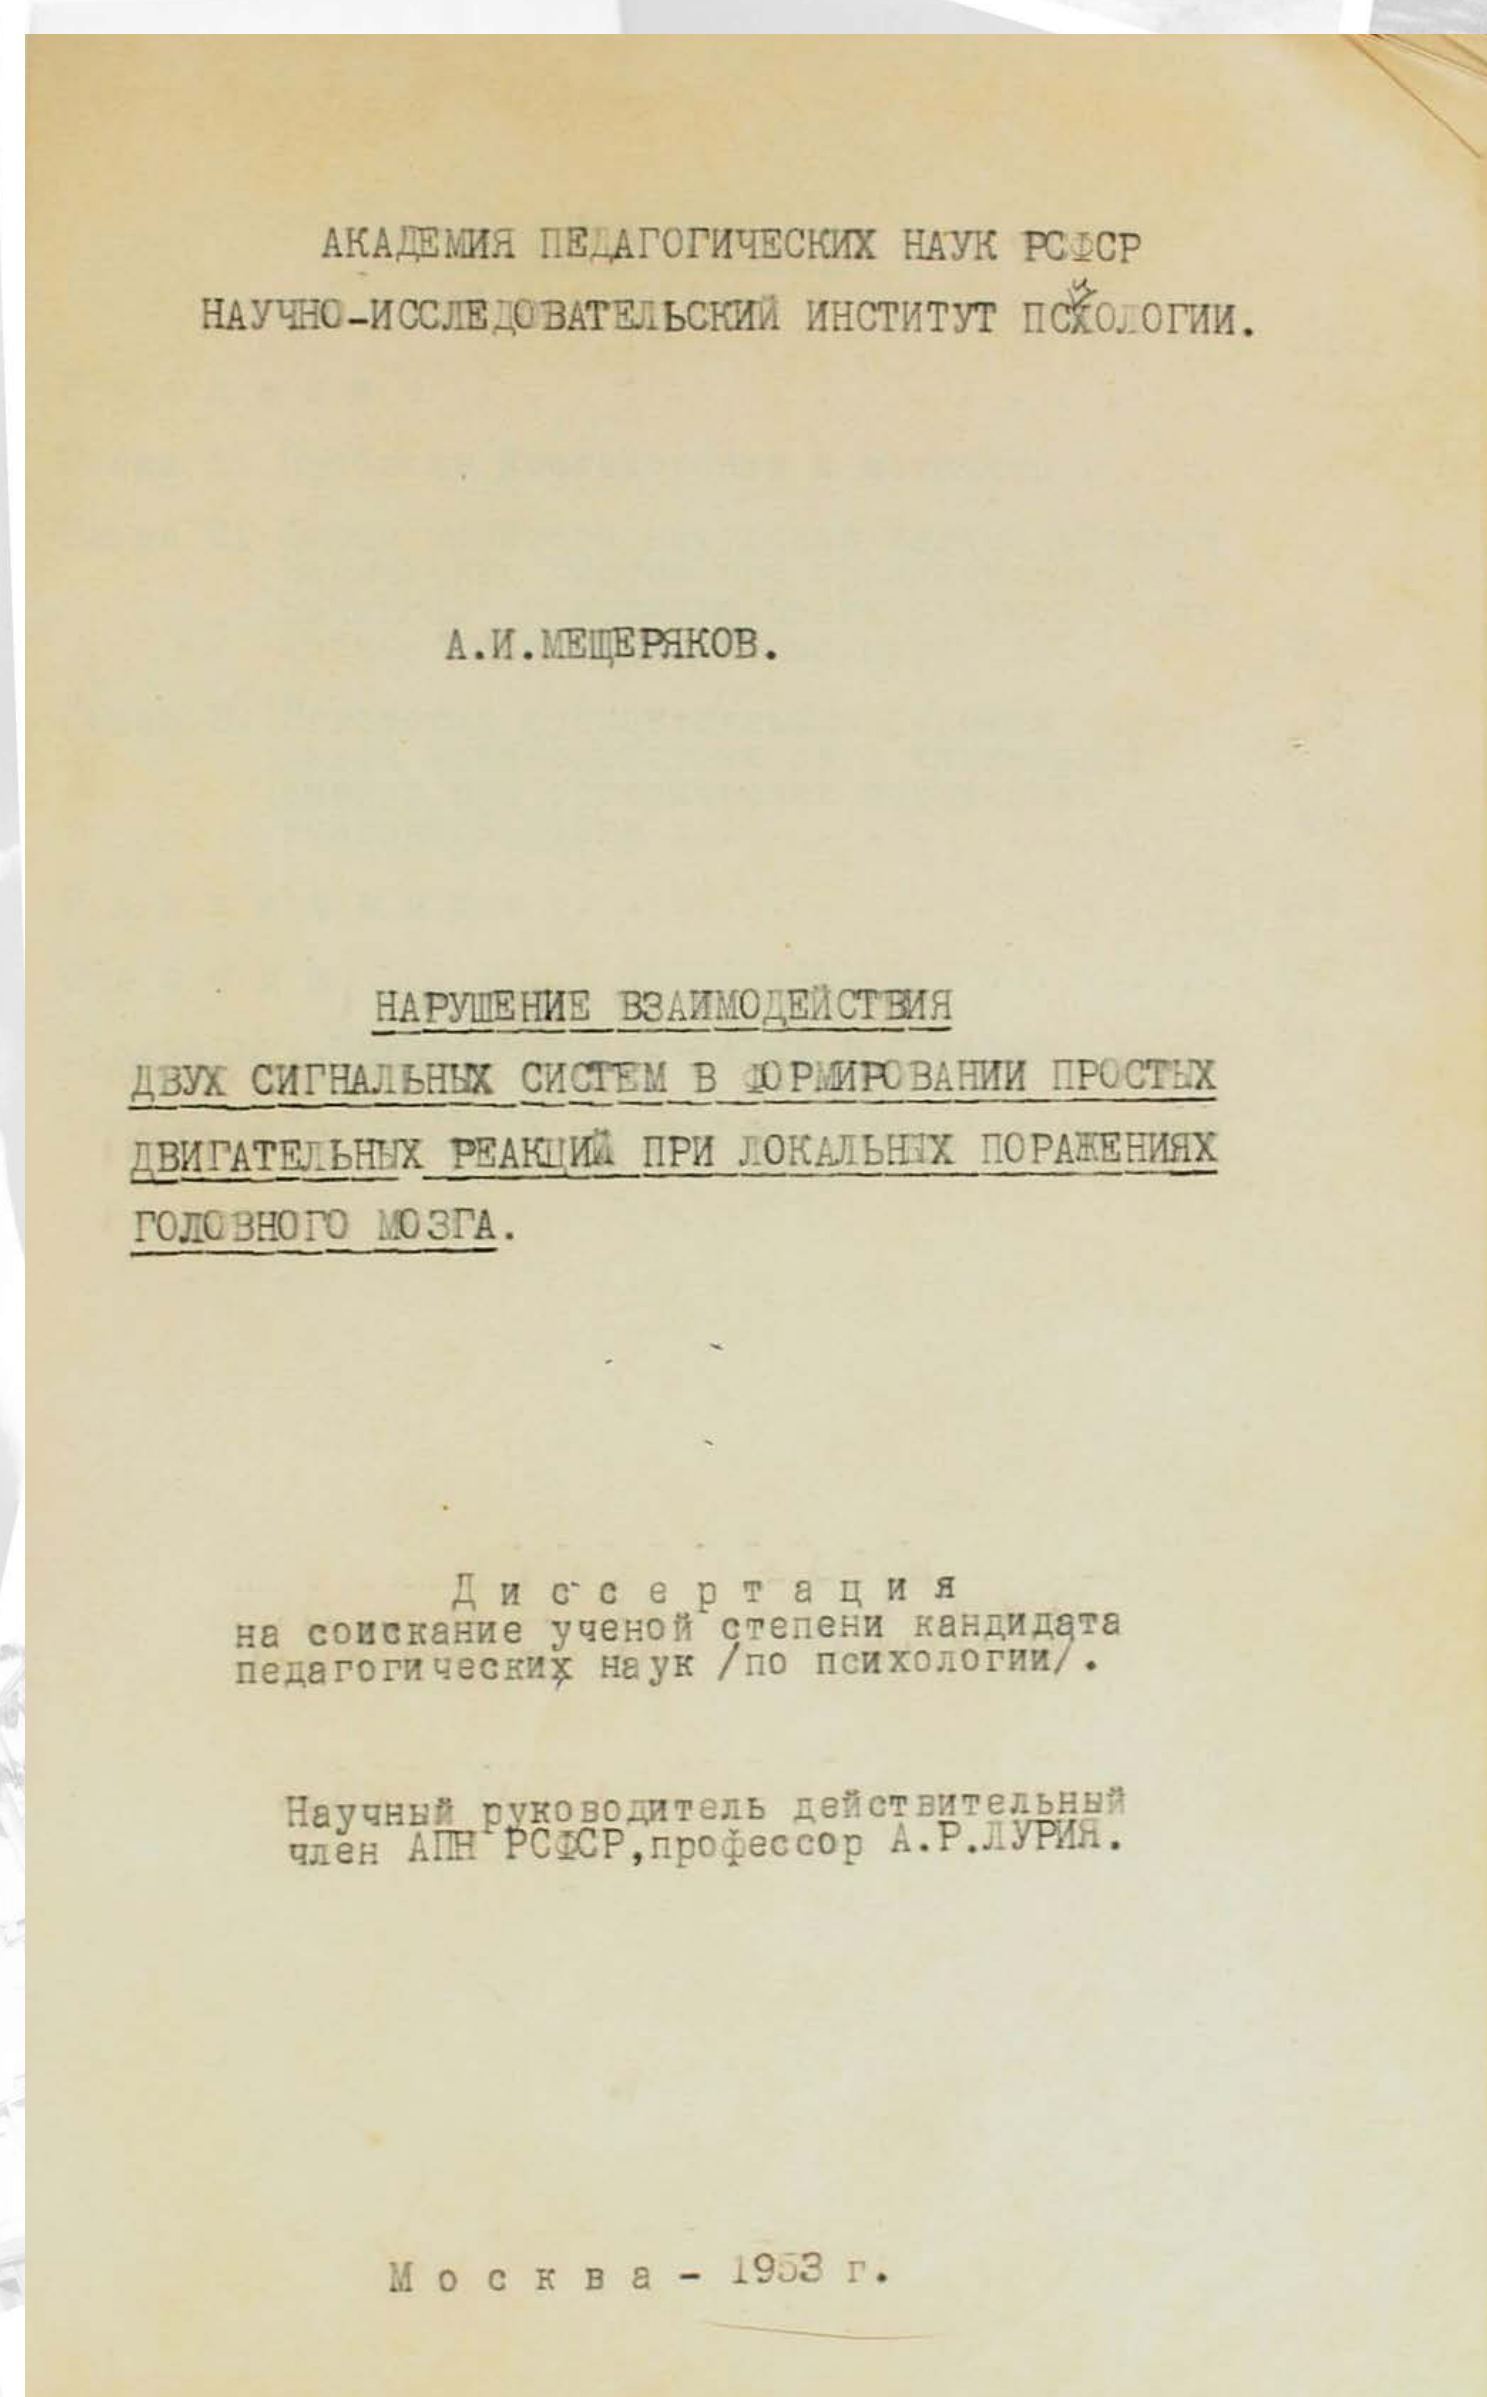 АКАДЕМИЯ ПЕДАГОГИЧЕСКИХ НАУК РСФСР
НАУЧНО-ИССЛЕДОВАТЕЛЬСКИЙ ИНСТИТУТ ПСИХОЛОГИИ.
А.И.МЕЩЕРЯКОВ.
НАРУШЕНИЕ ВЗАИМОДЕЙСТВИЯ
ДВУХ СИГНАЛЬНЫХ СИСТЕМ В ФОРМИРОВАНИИ ПРОСТЫХ
ДВИГАТЕЛЬНЫХ РЕАКЦИЙ ПРИ ЛОКАЛЬНЫХ ПОРАЖЕНИЯХ
ГОЛОВНОГО МОЗГА.
Диссертация
на соискание ученой степени кандидата
педагогических наук /по психологии/.
Научный руководитель действительный
член АПН РСФСР,профессор А.Р.ЛУРИЯ.
Москва - 1953 г.